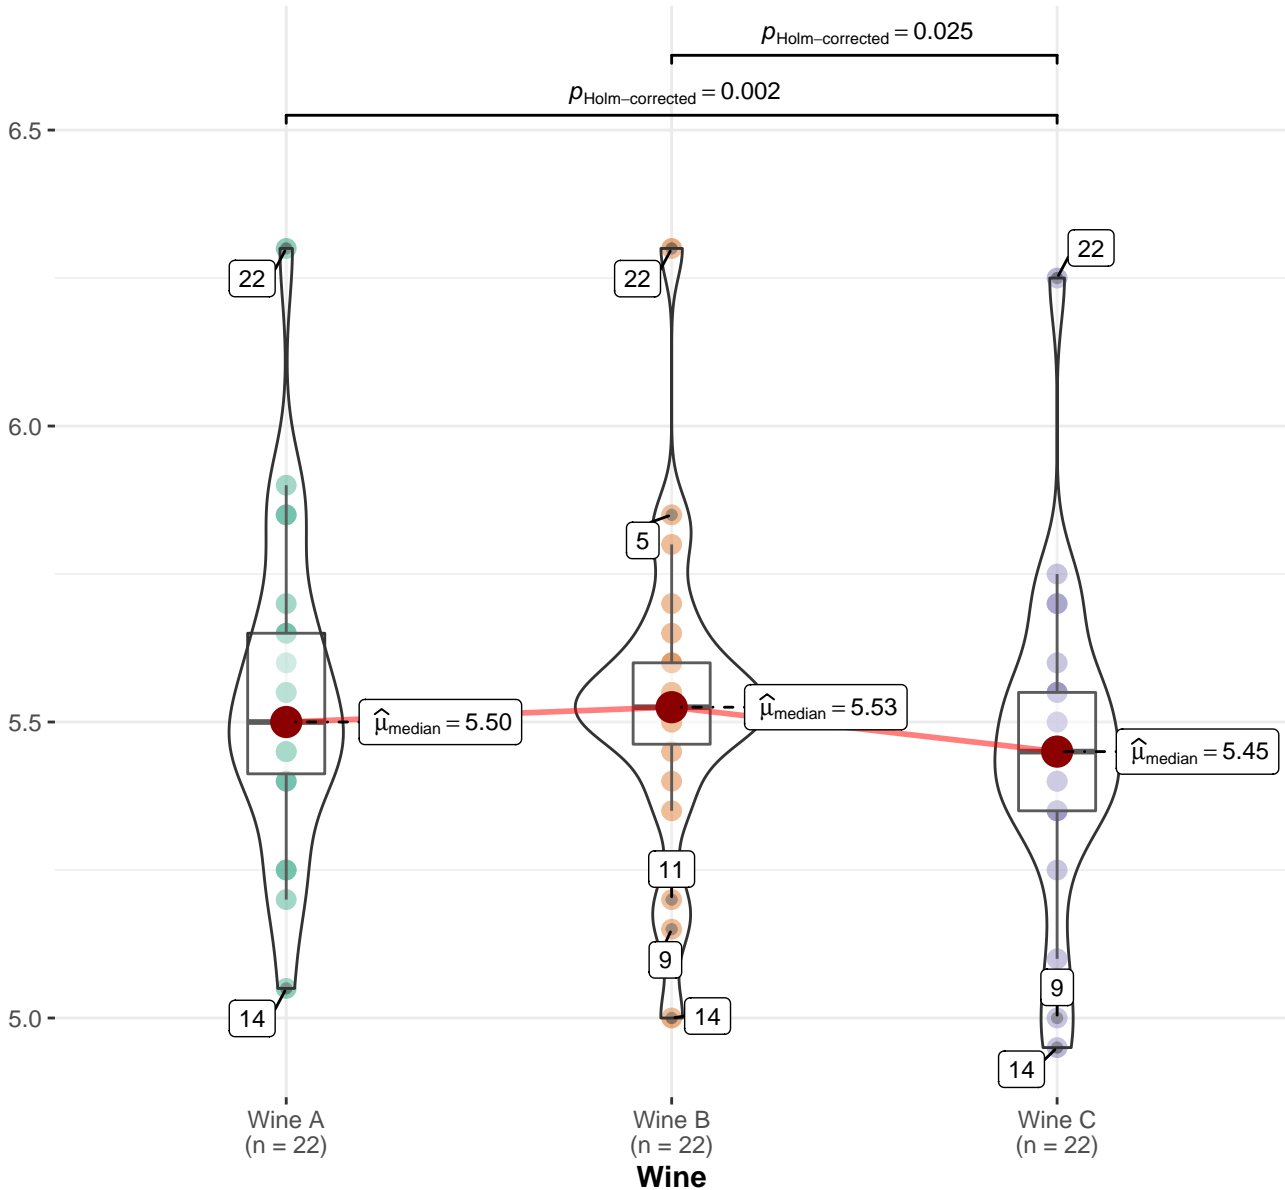 pHolm–corrected = 0.025
pHolm–corrected = 0.002
6.5
22
22
22
6.0
5
μ̂median = 5.50
μ̂median = 5.53
μ̂median = 5.45
5.5
11
9
9
14
14
14
5.0
Wine A
(n = 22)
Wine B
(n = 22)
Wine C
(n = 22)
Wine